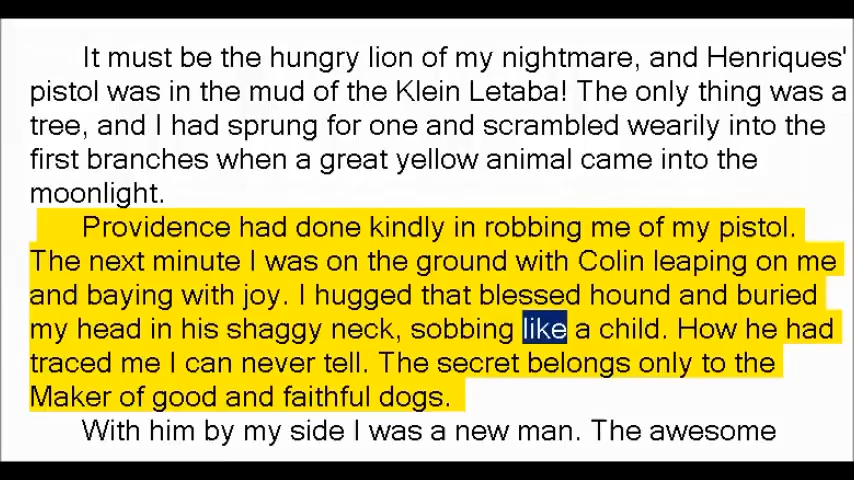 It must be the hungry lion of my nightmare, and Henriques'
pistol was in the mud of the Klein Letaba! The only thing was a
tree, and I had sprung for one and scrambled wearily into the
first branches when a great yellow animal came into the
moonlight.
Providence had done kindly in robbing me of my pistol.
The next minute I was on the ground with Colin leaping on me
and baying with joy. I hugged that blessed hound and buried
my head in his shaggy neck, sobbing like a child. How he had
traced me I can never tell. The secret belongs only to the
Maker of good and faithful dogs.
With him by my side I was a new man. The awesome